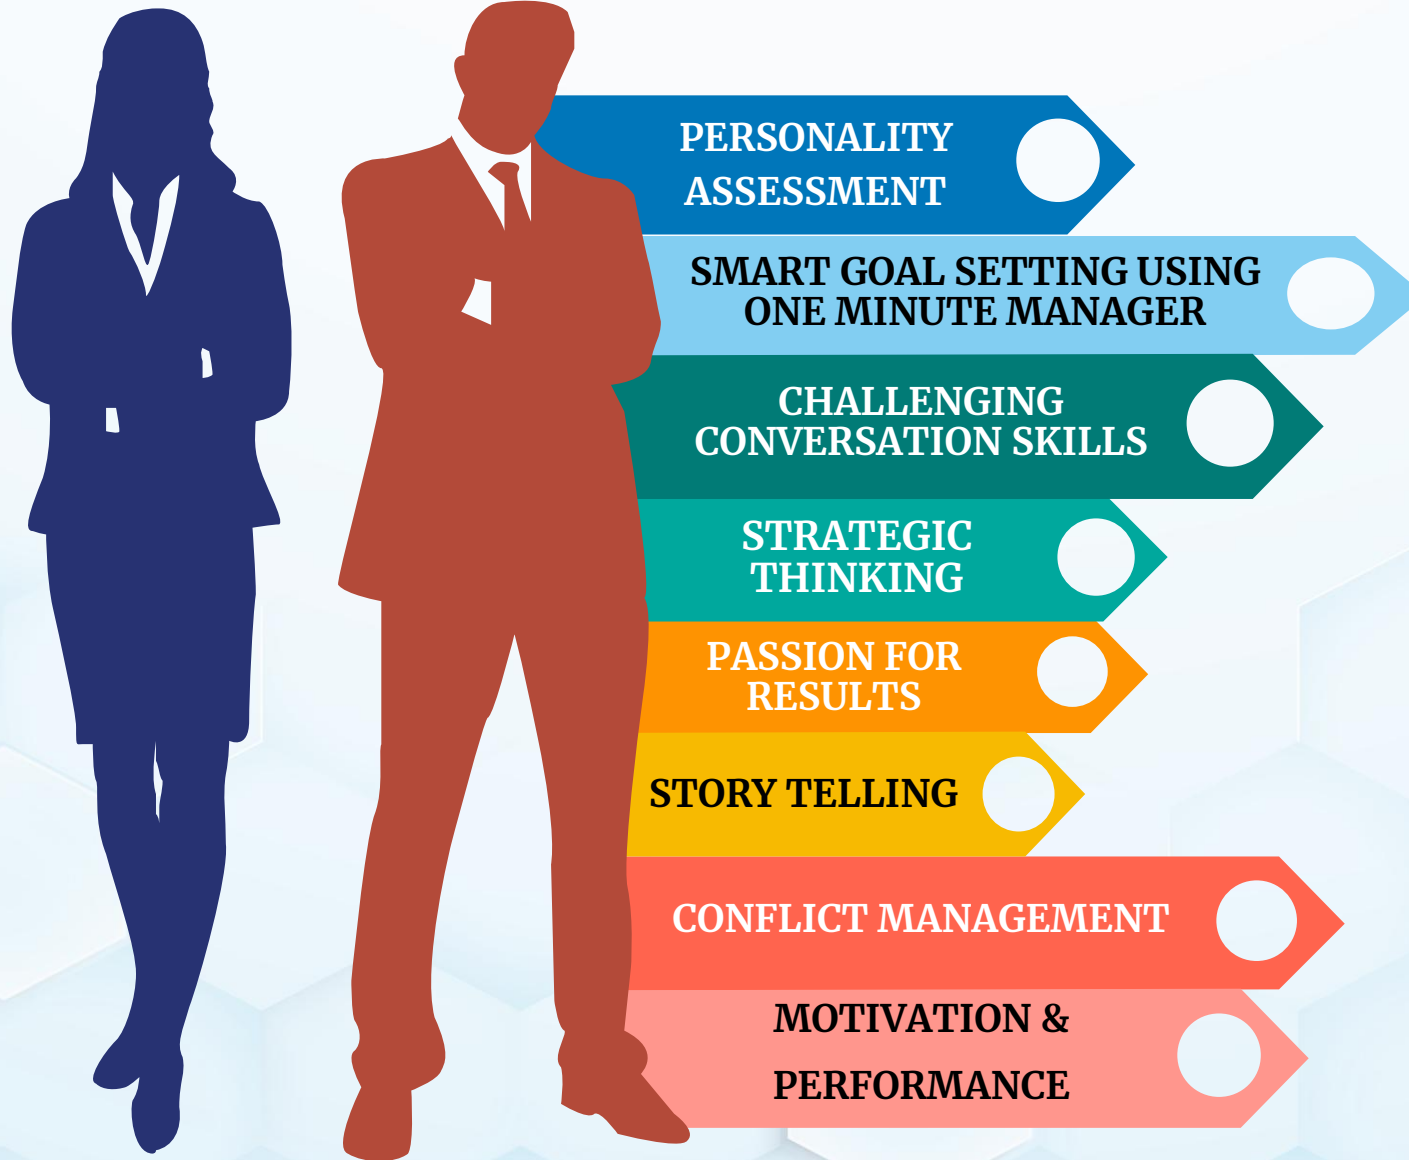 PERSONALITY
ASSESSMENT
SMART GOAL SETTING USING
ONE MINUTE MANAGER
CHALLENGING
CONVERSATION SKILLS
STRATEGIC
THINKING
PASSION FOR
RESULTS
STORY TELLING
CONFLICT MANAGEMENT
MOTIVATION &
PERFORMANCE